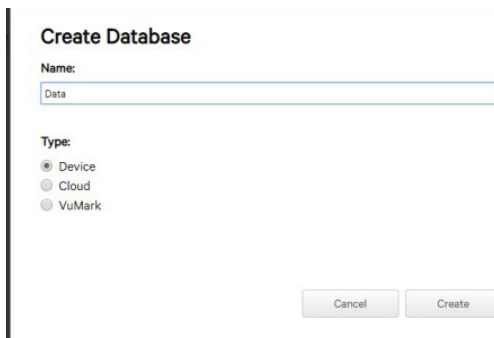 Create Database
Name:
Data
Type:
Device
Cloud
VuMark
Cancel Create